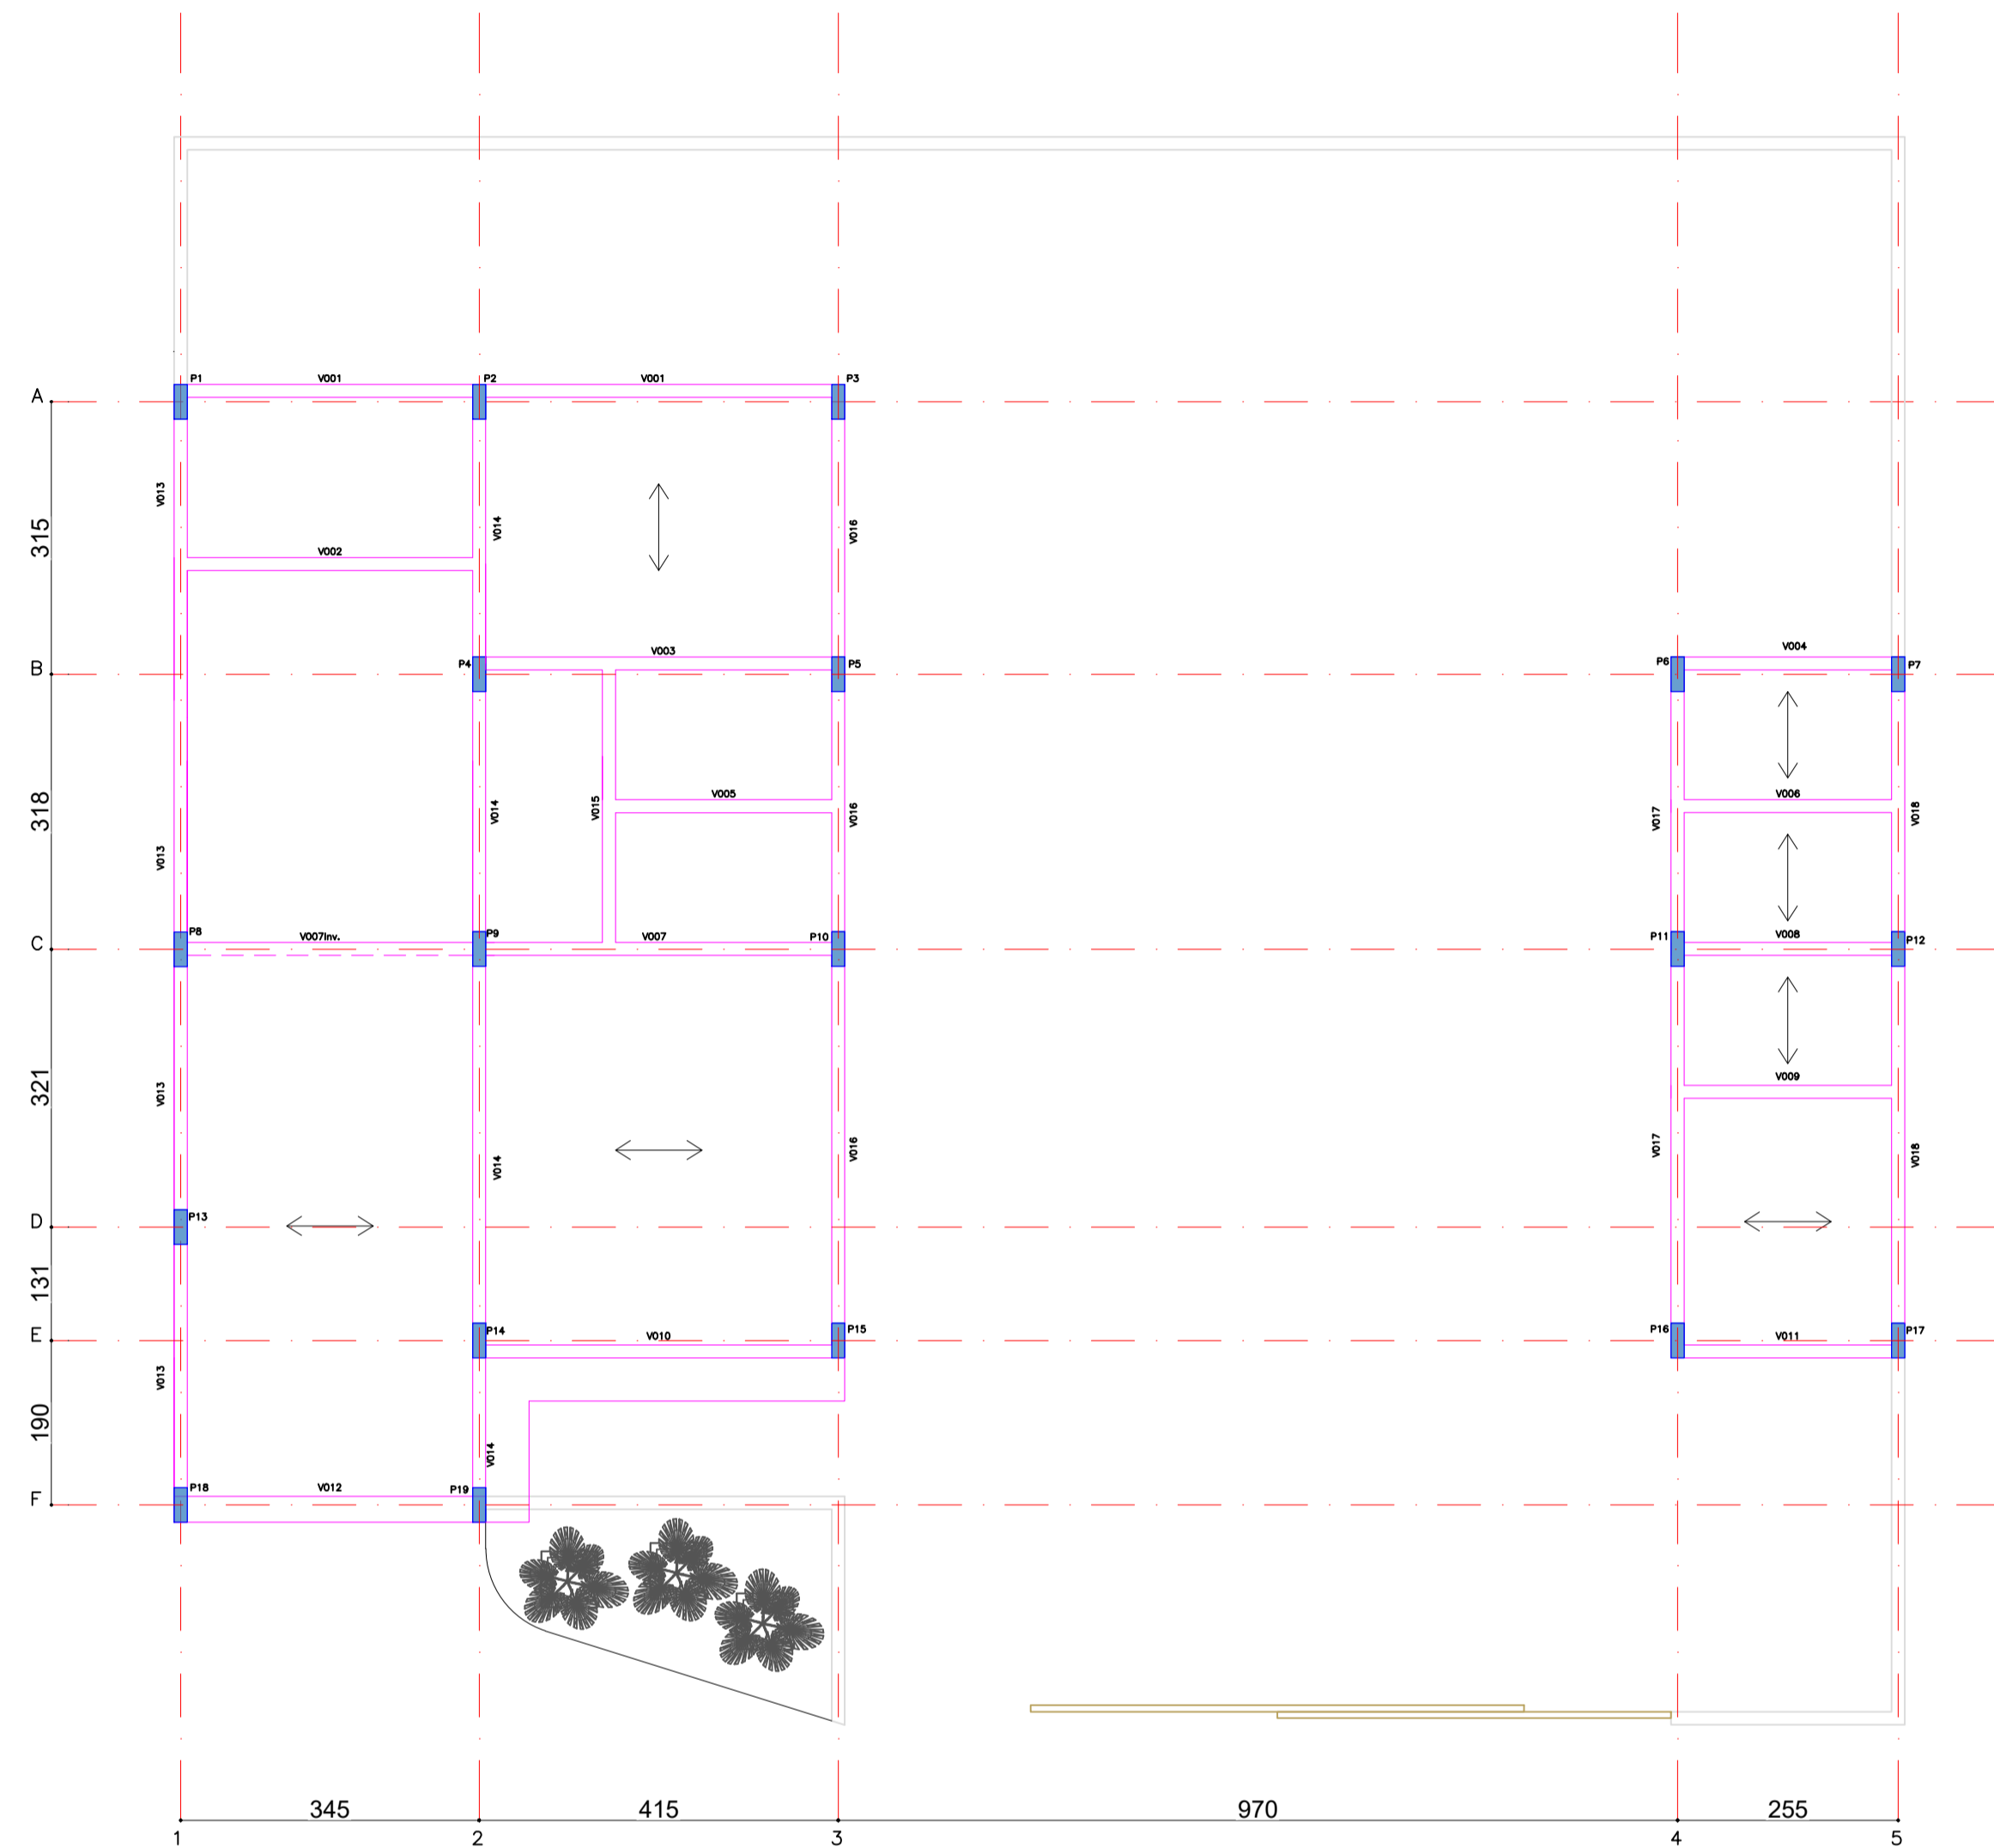 P1 V001 P2 V001 P3
A
V013
V014
V016
315
V002
V003
V004
P4 P5 P6 P7
B
V006
V005
318
V014
V015
V016
V017
V018
V013
P8 V007Inv. P9 V007 P10 P11 V008 P12
C
V009
321
V013
V014
V016
V017
V018
P13
D
131
P14 V010 P15 P16 V011 P17
E
V013
190
V014
P18 V012 P19
F
345 415 970 255
1 2 3 4 5